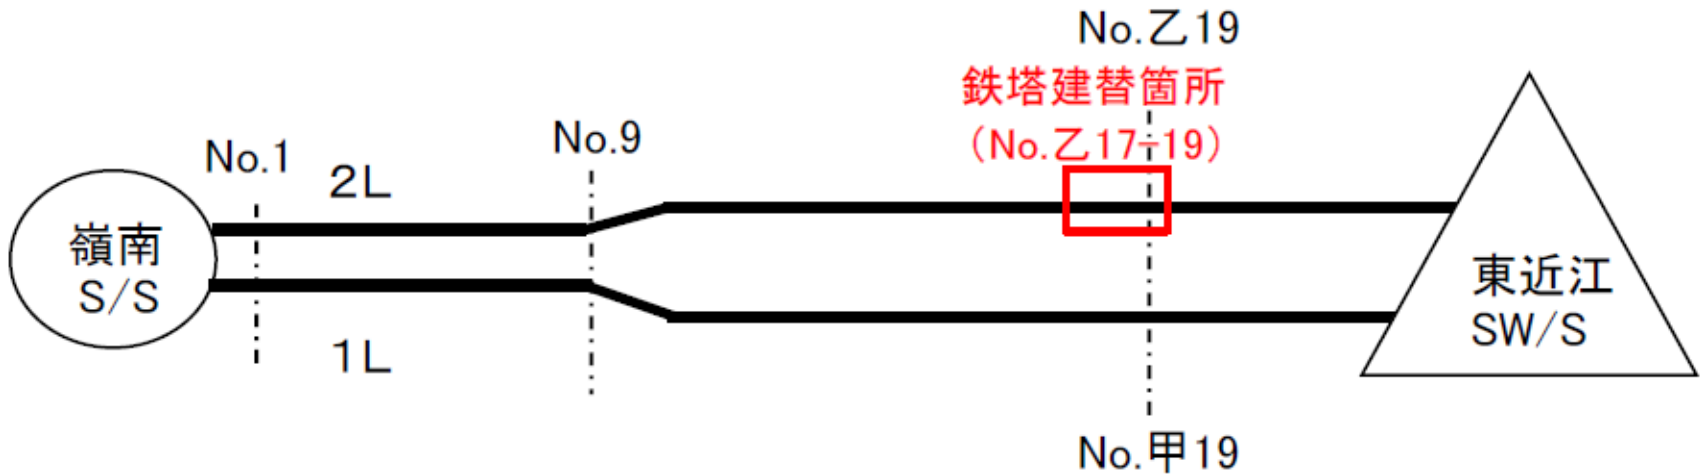 No.乙19
鉄塔建替箇所
（No.乙17-19）
No.9
No.1
2L
嶺南
S/S
東近江
SW/S
1L
No.甲19